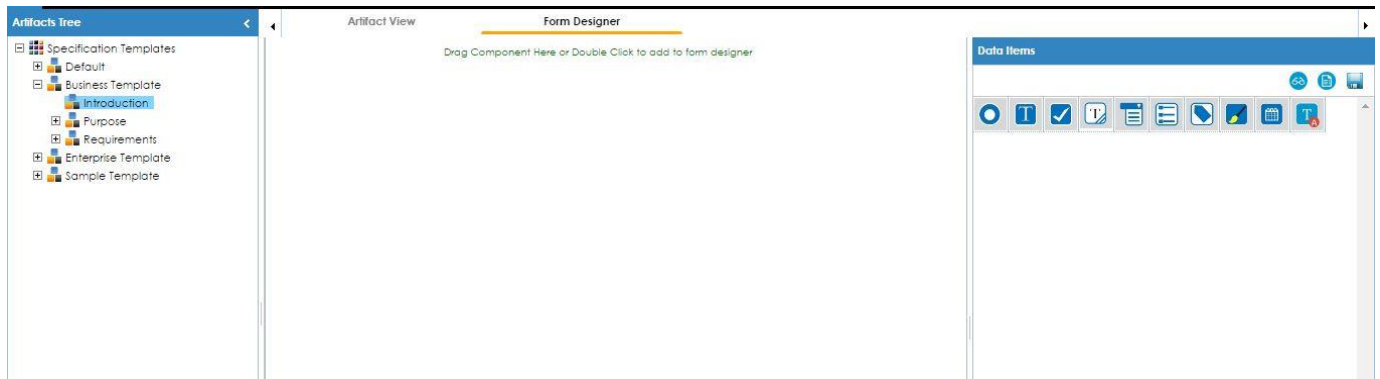 Artifacts Tree
Artifact View
Form Designer
Specification Templates
Default
Business Template
Introduction
Purpose
Requirements
Enterprise Template
Sample Template
Drag Component Here or Double Click to add to form designer
Data Items
T
T
T
A